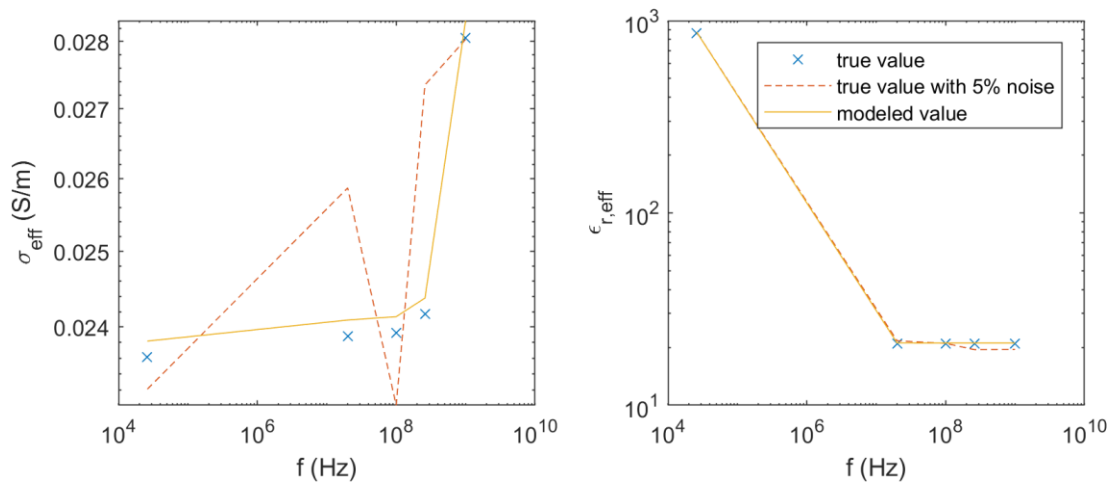 0.028
0.027
0.026
0.025
0.024
σeff (S/m)
10^4
10^6
10^8
10^10
f (Hz)
10^3
10^2
10^1
ϵr,eff
true value
true value with 5% noise
modeled value
10^4
10^6
10^8
10^10
f (Hz)